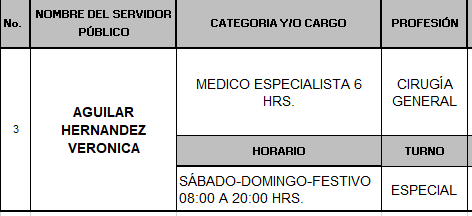 No.
NOMBRE DEL SERVIDOR
PÚBLICO
CATEGORIA Y/O CARGO
PROFESIÓN
3
AGUILAR
HERNANDEZ
VERONICA
MEDICO ESPECIALISTA 6
HRS.
CIRUGÍA
GENERAL
HORARIO
TURNO
SÁBADO-DOMINGO-FESTIVO
08:00 A 20:00 HRS.
ESPECIAL